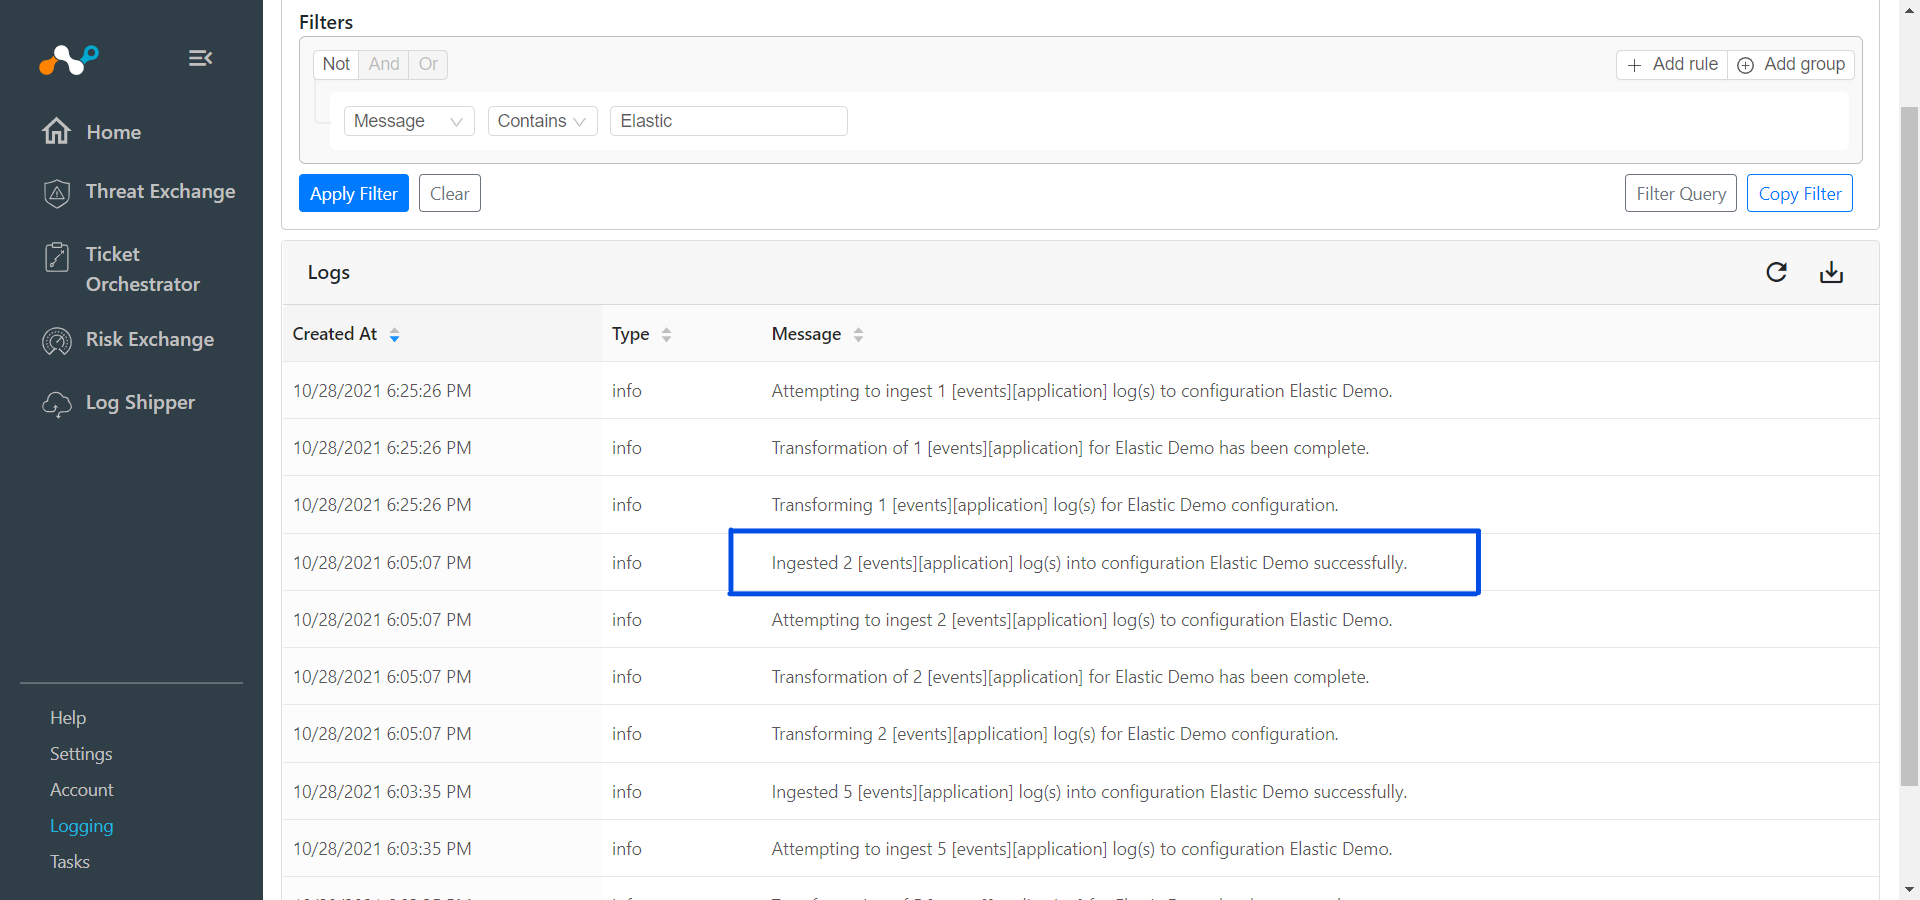 Filters
Not And Or
Add rule Add group
Message Contains Elastic
Apply Filter Clear Filter Query Copy Filter
Home
Threat Exchange
Ticket
Orchestrator
Risk Exchange
Log Shipper
Help
Settings
Account
Logging
Tasks
Logs
Created At Type Message
10/28/2021 6:25:26 PM info Attempting to ingest 1 [events][application] log(s) to configuration Elastic Demo.
10/28/2021 6:25:26 PM info Transformation of 1 [events][application] for Elastic Demo has been complete.
10/28/2021 6:25:26 PM info Transforming 1 [events][application] log(s) for Elastic Demo configuration.
10/28/2021 6:05:07 PM info Ingested 2 [events][application] log(s) into configuration Elastic Demo successfully.
10/28/2021 6:05:07 PM info Attempting to ingest 2 [events][application] log(s) to configuration Elastic Demo.
10/28/2021 6:05:07 PM info Transformation of 2 [events][application] for Elastic Demo has been complete.
10/28/2021 6:05:07 PM info Transforming 2 [events][application] log(s) for Elastic Demo configuration.
10/28/2021 6:03:35 PM info Ingested 5 [events][application] log(s) into configuration Elastic Demo successfully.
10/28/2021 6:03:35 PM info Attempting to ingest 5 [events][application] log(s) to configuration Elastic Demo.